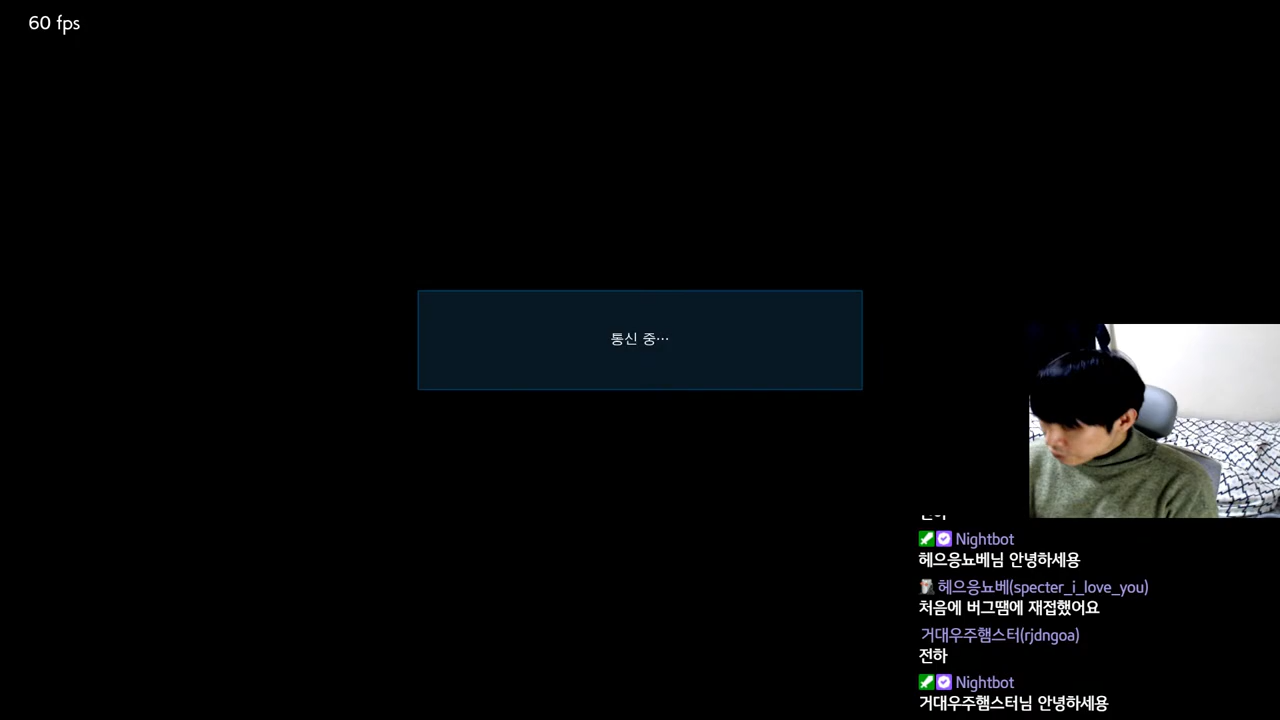 60 fps
통신 중…
전하
Nightbot
헤으응뇨베님 안녕하세용
헤으응뇨베(specter_i_love_you)
처음에 버그땜에 재접했어요
거대우주햄스터(rjdngoa)
전하
Nightbot
거대우주햄스터님 안녕하세용